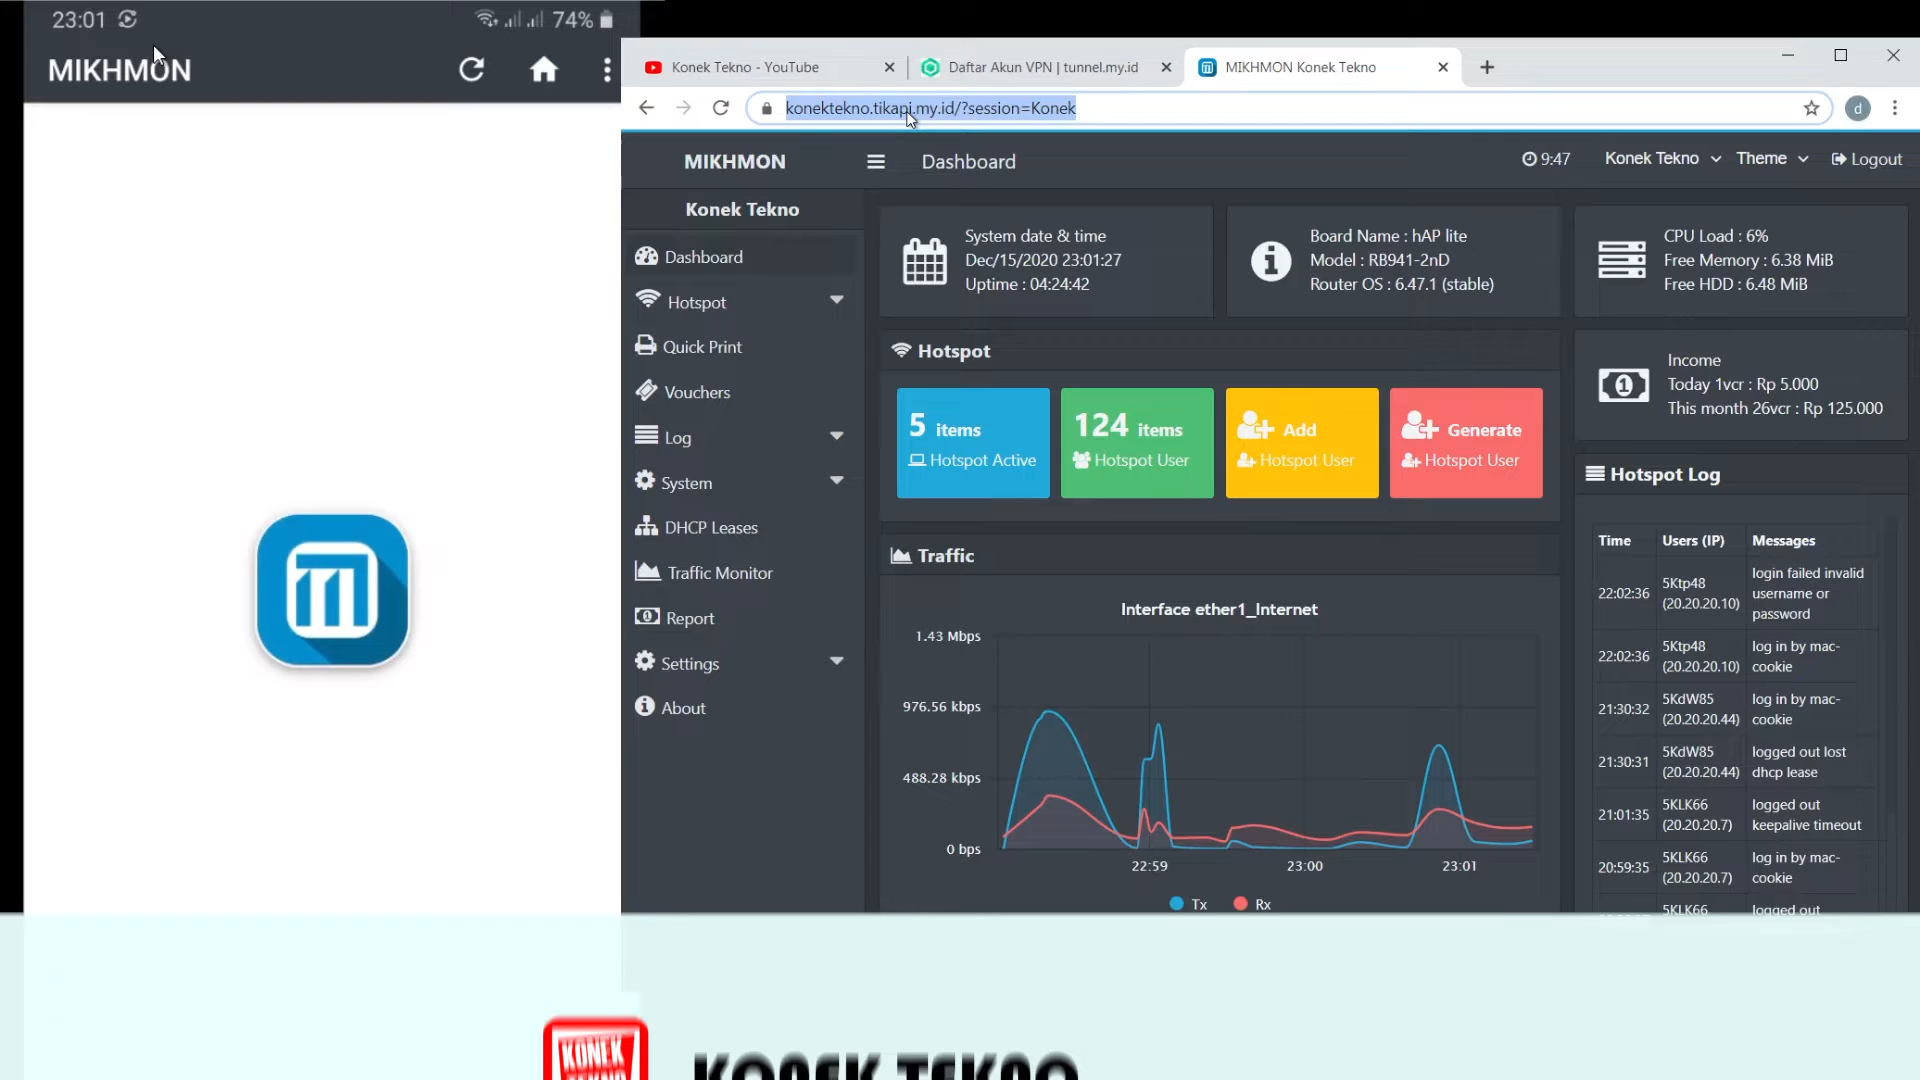 23:01
74%
MIKHMON
Konek Tekno - YouTube
Daftar Akun VPN | tunnel.my.id
MIKHMON Konek Tekno
konektekno.tikapi.my.id/?session=Konek
d
MIKHMON
Dashboard
9:47
Konek Tekno
Theme
Logout
Konek Tekno
Dashboard
Hotspot
Quick Print
Vouchers
Log
System
DHCP Leases
Traffic Monitor
Report
Settings
About
System date & time
Dec/15/2020 23:01:27
Uptime : 04:24:42
Board Name : hAP lite
Model : RB941-2nD
Router OS : 6.47.1 (stable)
CPU Load : 6%
Free Memory : 6.38 MiB
Free HDD : 6.48 MiB
Hotspot
5 items
Hotspot Active
124 items
Hotspot User
Add
Hotspot User
Generate
Hotspot User
Income
Today 1vcr : Rp 5.000
This month 26vcr : Rp 125.000
Traffic
Interface ether1_Internet
1.43 Mbps
976.56 kbps
488.28 kbps
0 bps
22:59
23:00
23:01
Tx
Rx
Hotspot Log
Time Users (IP) Messages
22:02:36 5Ktp48 (20.20.20.10) login failed invalid username or password
22:02:36 5Ktp48 (20.20.20.10) log in by mac-cookie
21:30:32 5KdW85 (20.20.20.44) log in by mac-cookie
21:30:31 5KdW85 (20.20.20.44) logged out lost dhcp lease
21:01:35 5KLK66 (20.20.20.7) logged out keepalive timeout
20:59:35 5KLK66 (20.20.20.7) log in by mac-cookie
5KLK66 logged out
KONEK
TEKNO
KONEK TEKNO